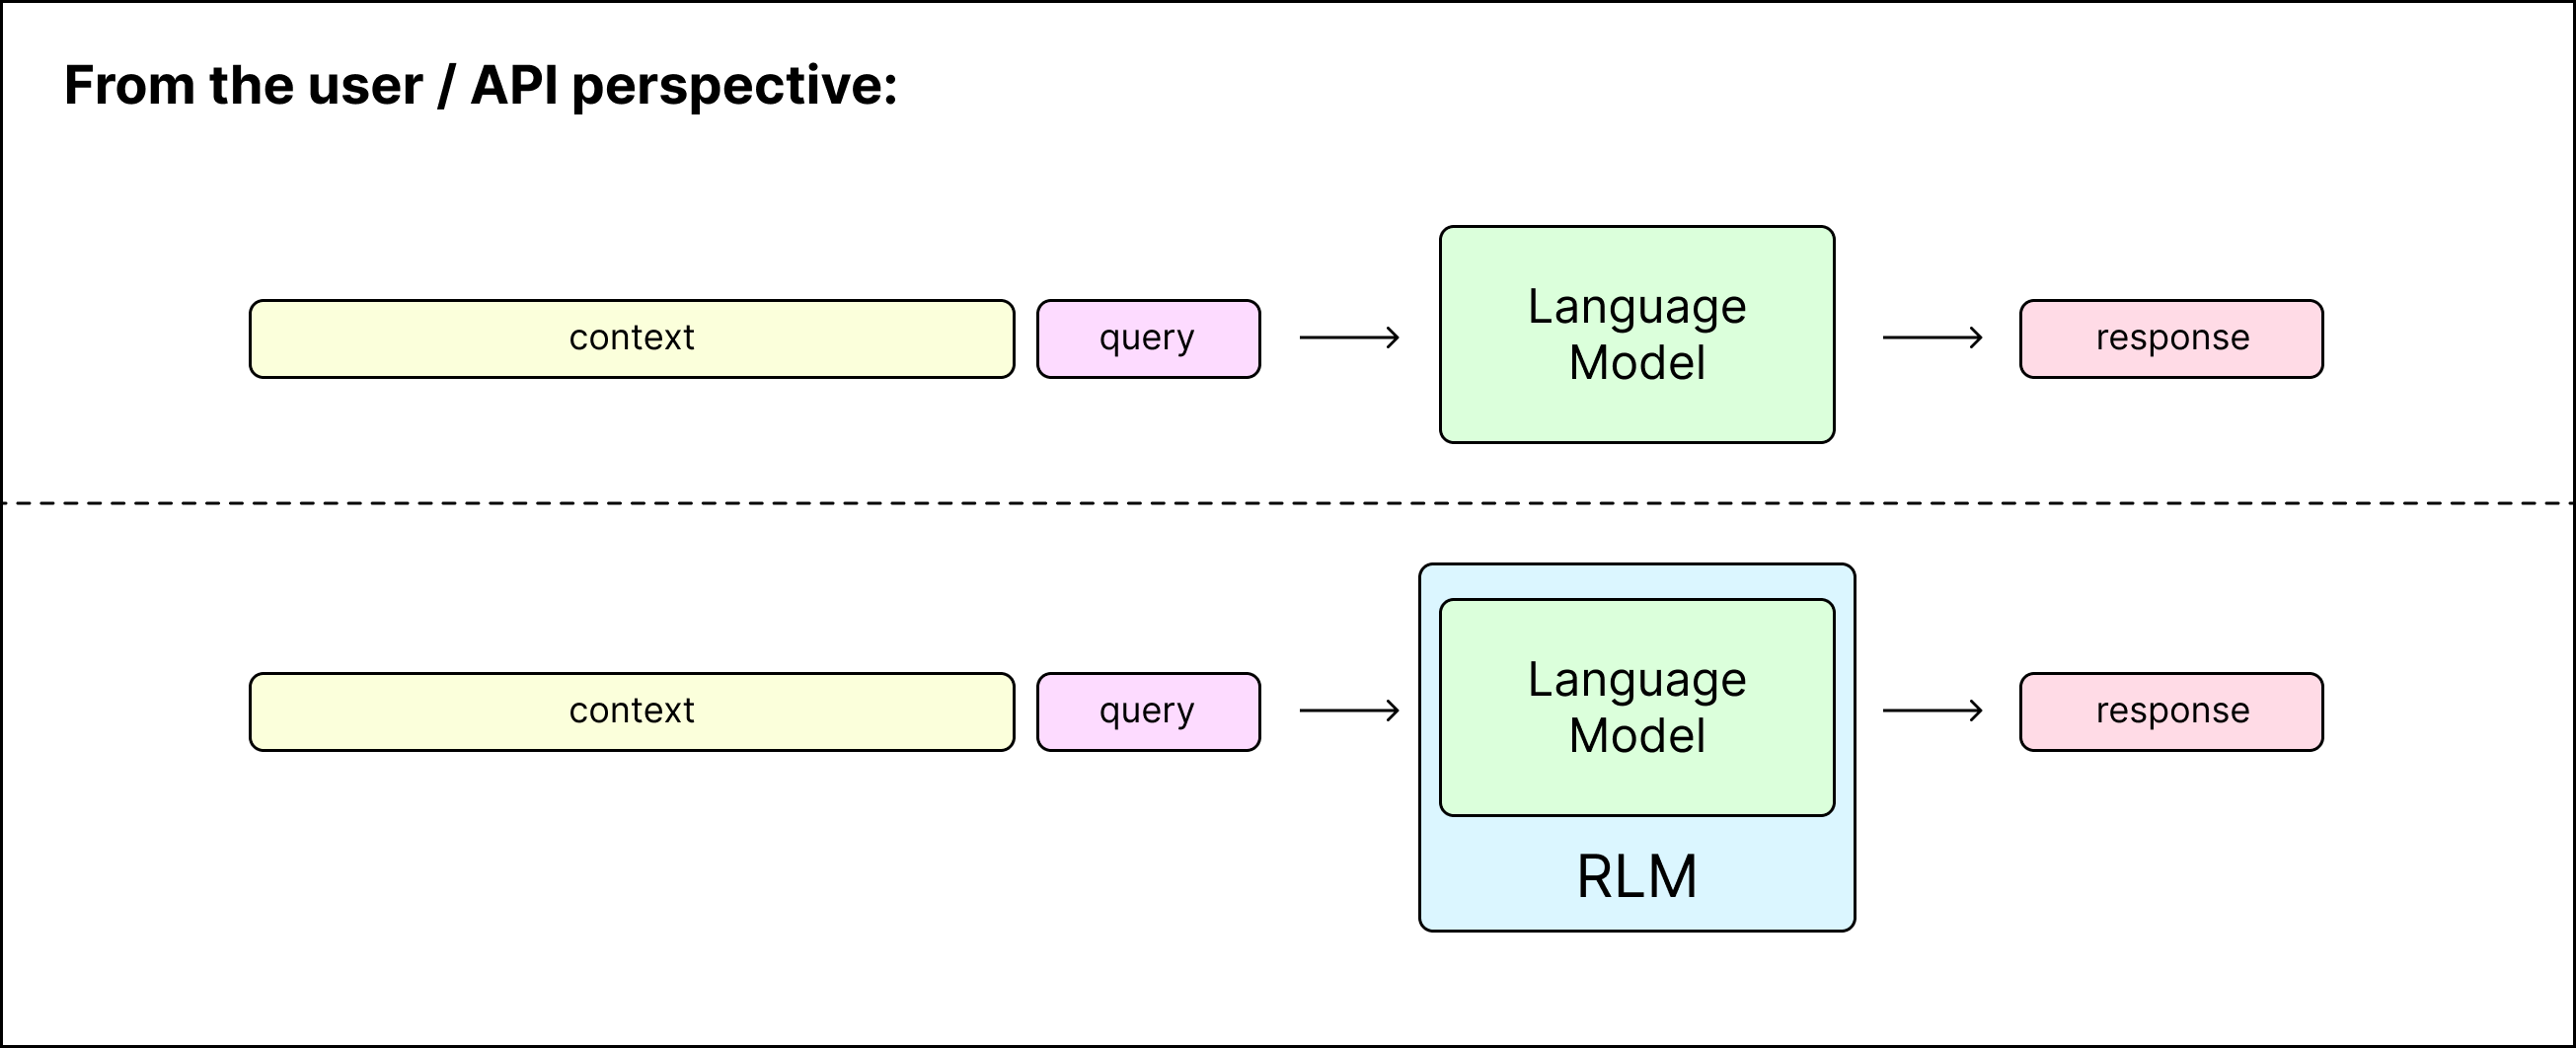 From the user / API perspective:
context
query
Language
Model
response
context
query
Language
Model
response
RLM